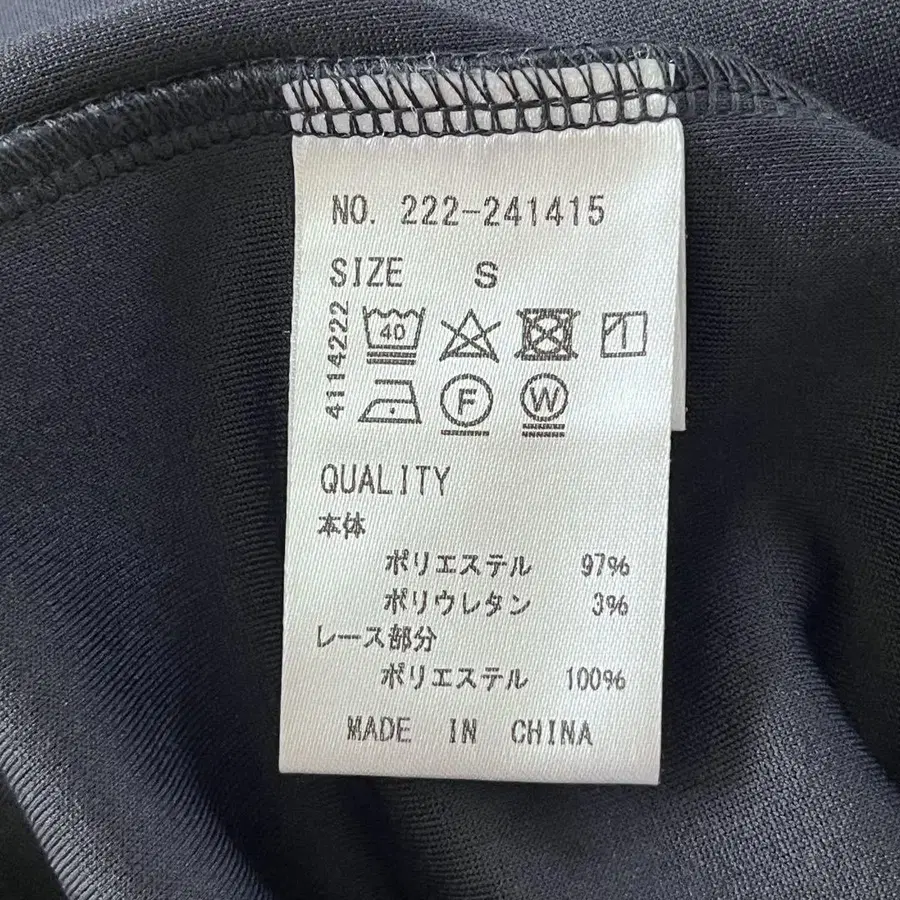 NO. 222-241415
SIZE S
4114222
40
F W
QUALITY
本体
ポリエステル 97%
ポリウレタン 3%
レース部分
ポリエステル 100%
MADE IN CHINA